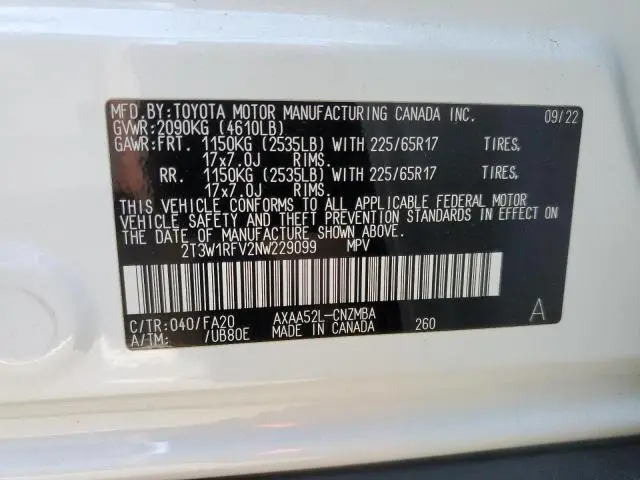 MFD.BY:TOYOTA MOTOR MANUFACTURING CANADA INC. 09/22
GVWR:2090KG (4610LB)
GAWR:FRT. 1150KG (2535LB) WITH 225/65R17 TIRES,
17x7.0J RIMS.
RR. 1150KG (2535LB) WITH 225/65R17 TIRES,
17x7.0J RIMS.
THIS VEHICLE CONFORMS TO ALL APPLICABLE FEDERAL MOTOR
VEHICLE SAFETY AND THEFT PREVENTION STANDARDS IN EFFECT ON
THE DATE OF MANUFACTURE SHOWN ABOVE.
2T3W1RFV2NW229099 MPV
C/TR:040/FA20 AXAA52L-CNZMBA A
A/TM: /UB80E MADE IN CANADA 260